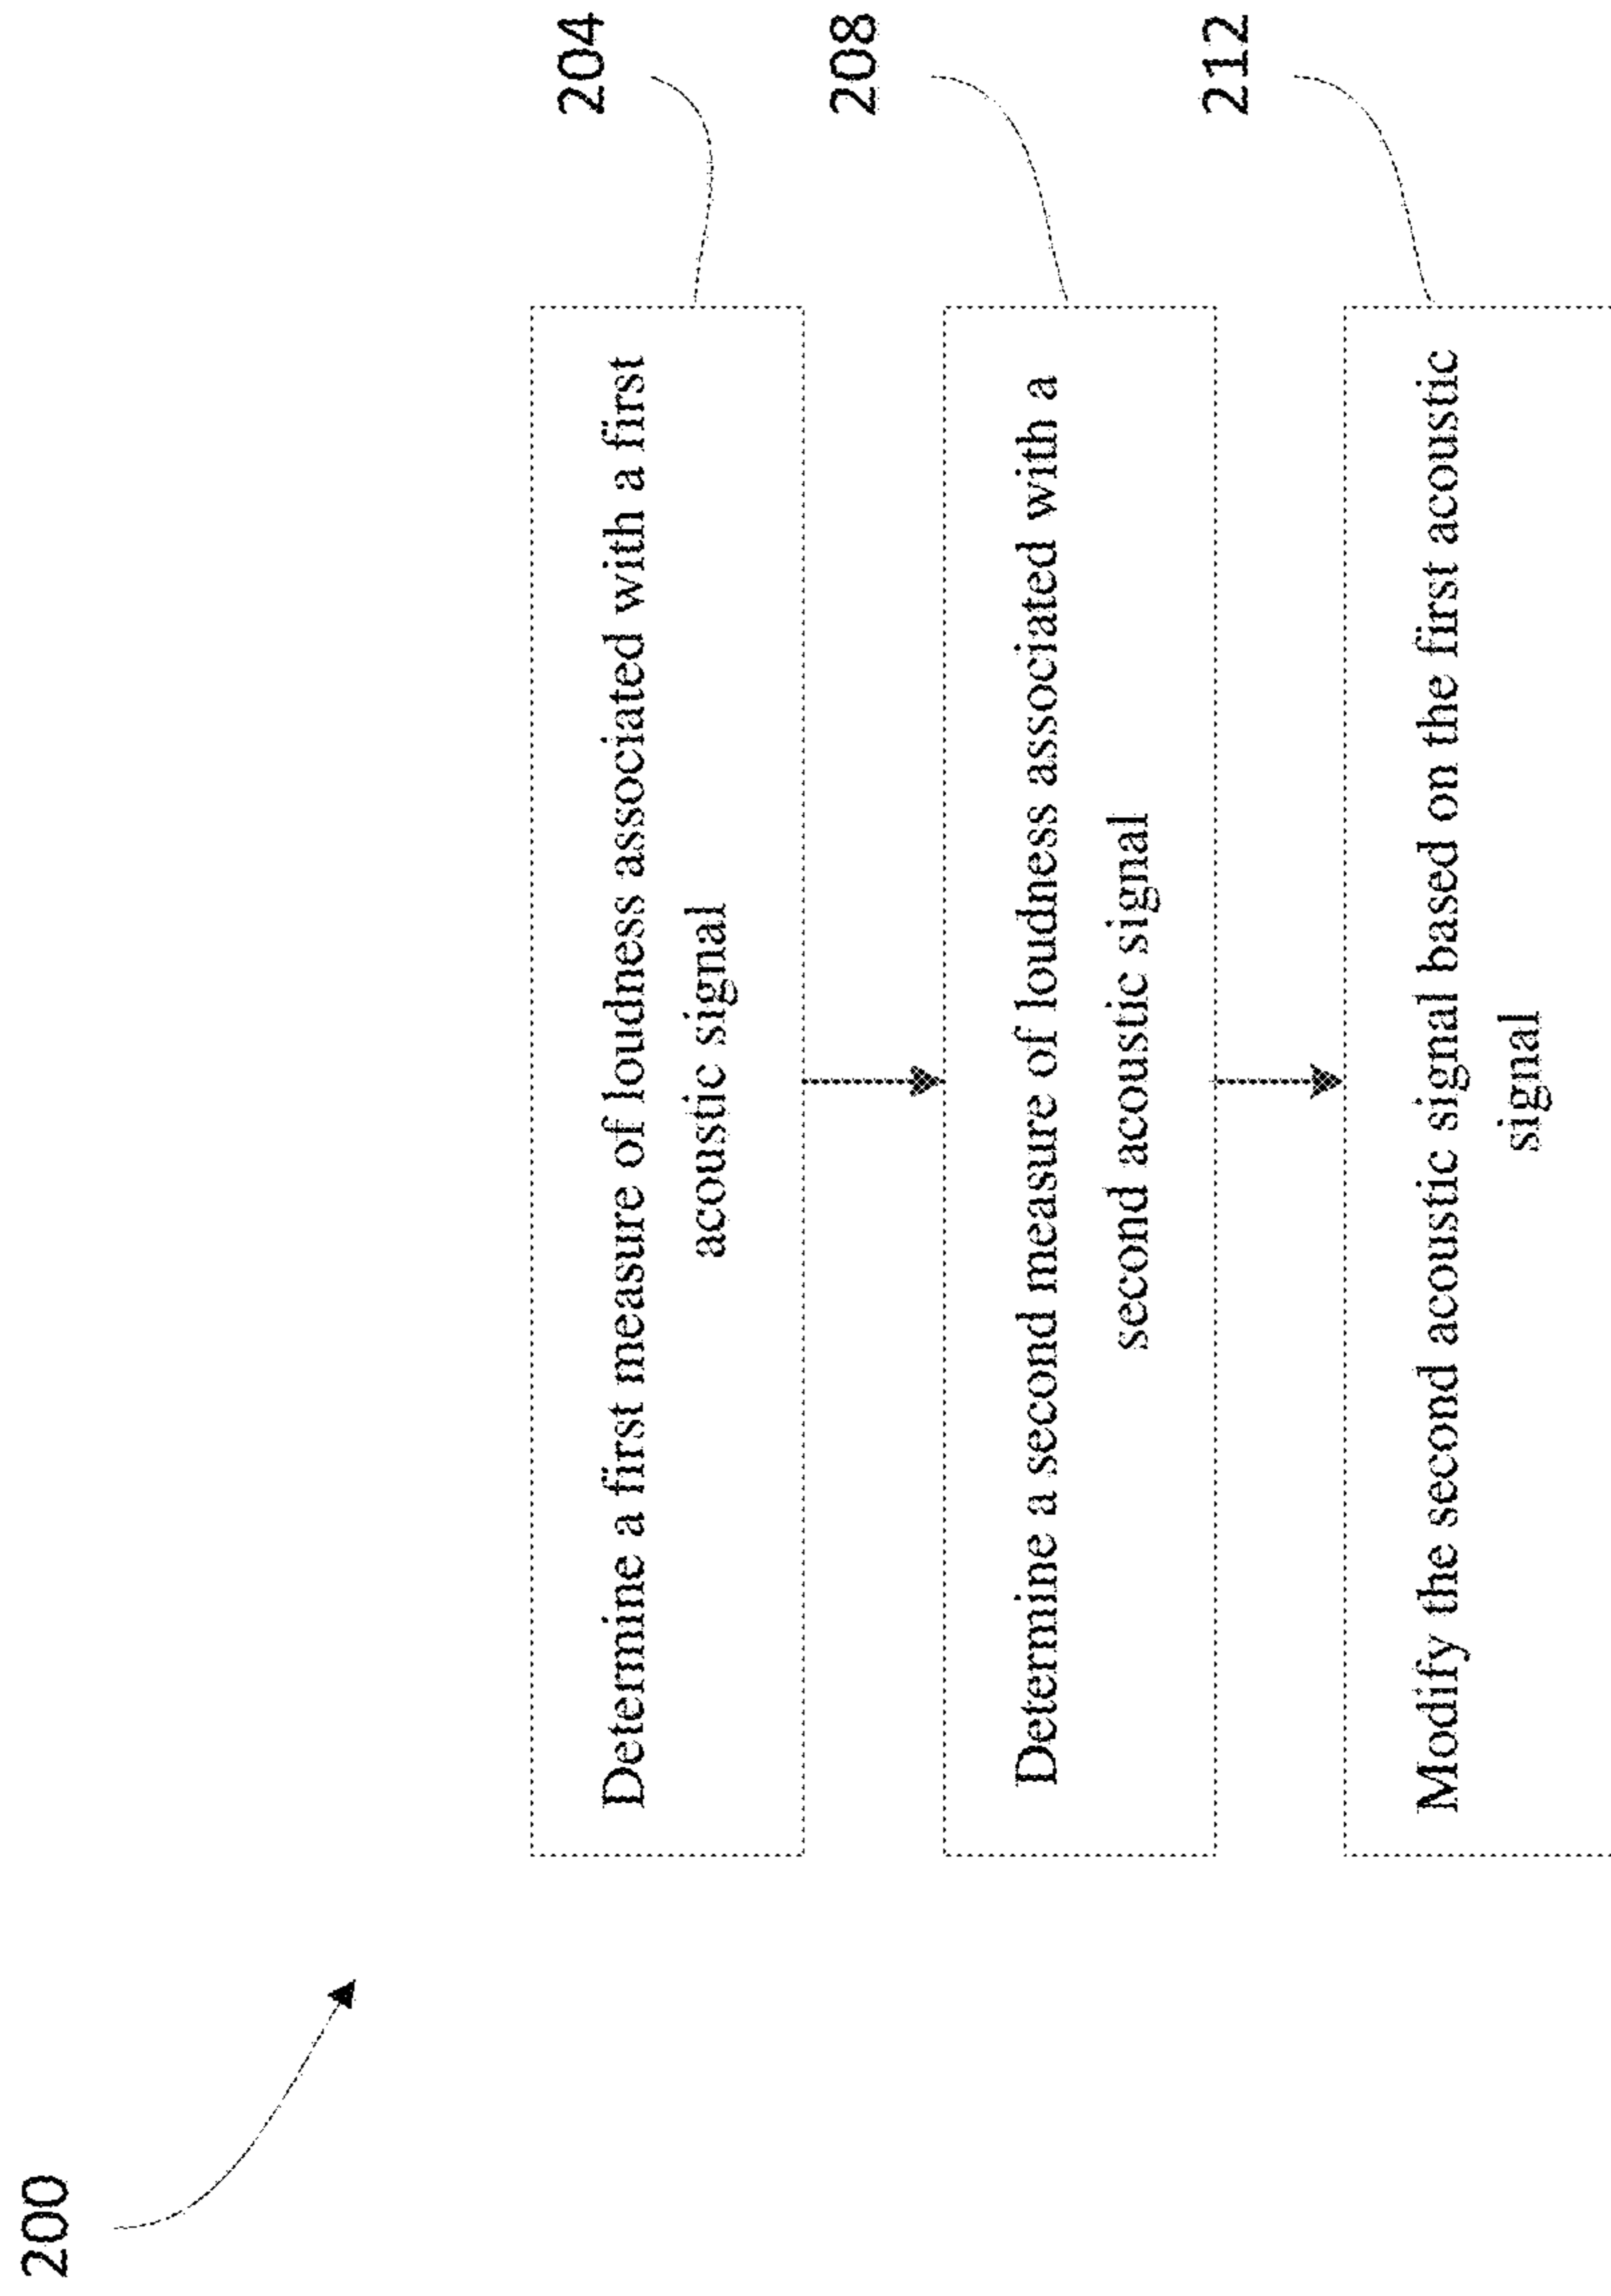 200
204
Determine a first measure of loudness associated with a first
acoustic signal
208
Determine a second measure of loudness associated with a
second acoustic signal
212
Modify the second acoustic signal based on the first acoustic
signal